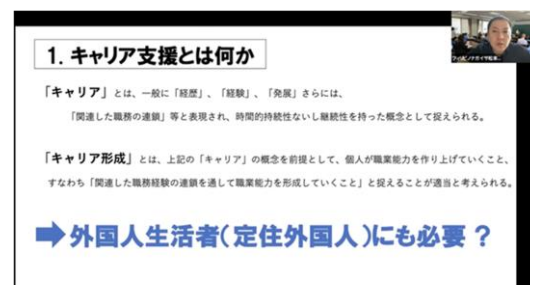 1. キャリア支援とは何か
「キャリア」とは、一般に「経歴」、「経験」、「発展」さらには、
「関連した職務の連鎖」等と表現され、時間的持続性ないし継続性を持った概念として捉えられる。
「キャリア形成」とは、上記の「キャリア」の概念を前提として、個人が職業能力を作り上げていくこと、
すなわち「関連した職務経験の連鎖を通して職業能力を形成していくこと」と捉えることが適当と考えられる。
➡外国人生活者(定住外国人)にも必要？